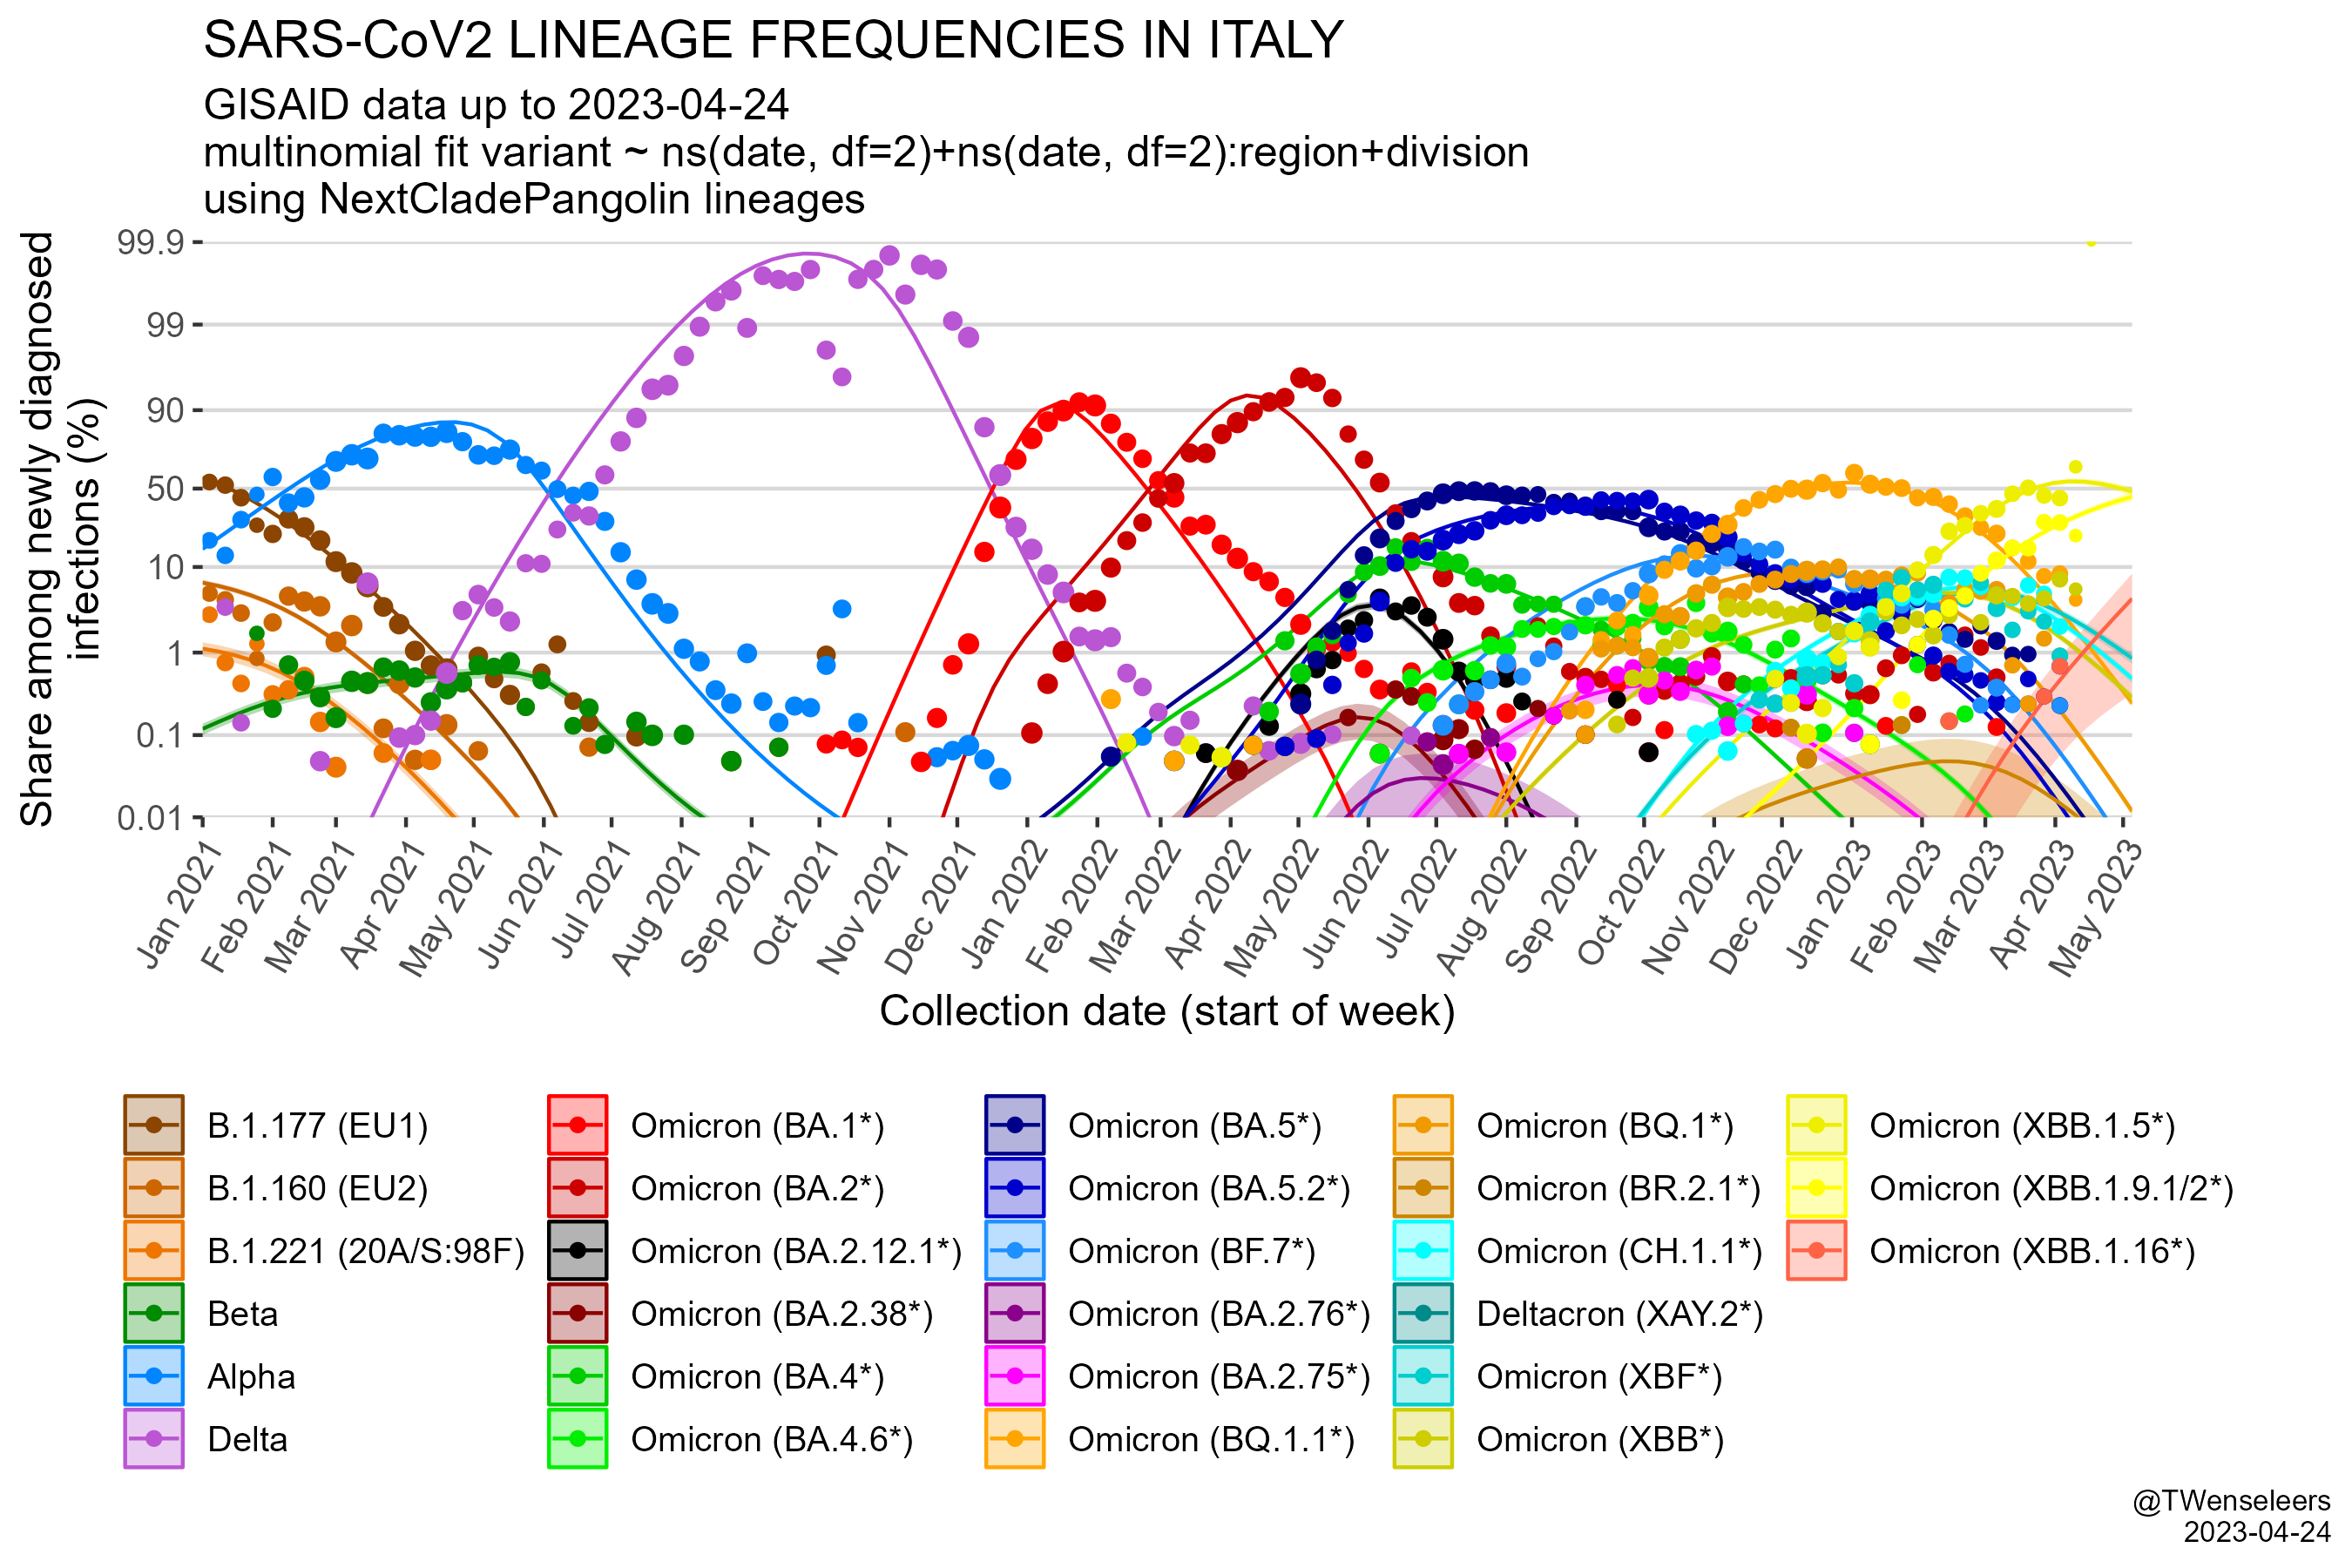 SARS-CoV2 LINEAGE FREQUENCIES IN ITALY
GISAID data up to 2023-04-24
multinomial fit variant ~ ns(date, df=2)+ns(date, df=2):region+division
using NextCladePangolin lineages
Share among newly diagnosed
infections (%)
99.9
99
90
50
10
1
0.1
0.01
Jan 2021
Feb 2021
Mar 2021
Apr 2021
May 2021
Jun 2021
Jul 2021
Aug 2021
Sep 2021
Oct 2021
Nov 2021
Dec 2021
Jan 2022
Feb 2022
Mar 2022
Apr 2022
May 2022
Jun 2022
Jul 2022
Aug 2022
Sep 2022
Oct 2022
Nov 2022
Dec 2022
Jan 2023
Feb 2023
Mar 2023
Apr 2023
May 2023
Collection date (start of week)
B.1.177 (EU1)
B.1.160 (EU2)
B.1.221 (20A/S:98F)
Beta
Alpha
Delta
Omicron (BA.1*)
Omicron (BA.2*)
Omicron (BA.2.12.1*)
Omicron (BA.2.38*)
Omicron (BA.4*)
Omicron (BA.4.6*)
Omicron (BA.5*)
Omicron (BA.5.2*)
Omicron (BF.7*)
Omicron (BA.2.76*)
Omicron (BA.2.75*)
Omicron (BQ.1.1*)
Omicron (BQ.1*)
Omicron (BR.2.1*)
Omicron (CH.1.1*)
Deltacron (XAY.2*)
Omicron (XBF*)
Omicron (XBB*)
Omicron (XBB.1.5*)
Omicron (XBB.1.9.1/2*)
Omicron (XBB.1.16*)
@TWenseleers
2023-04-24